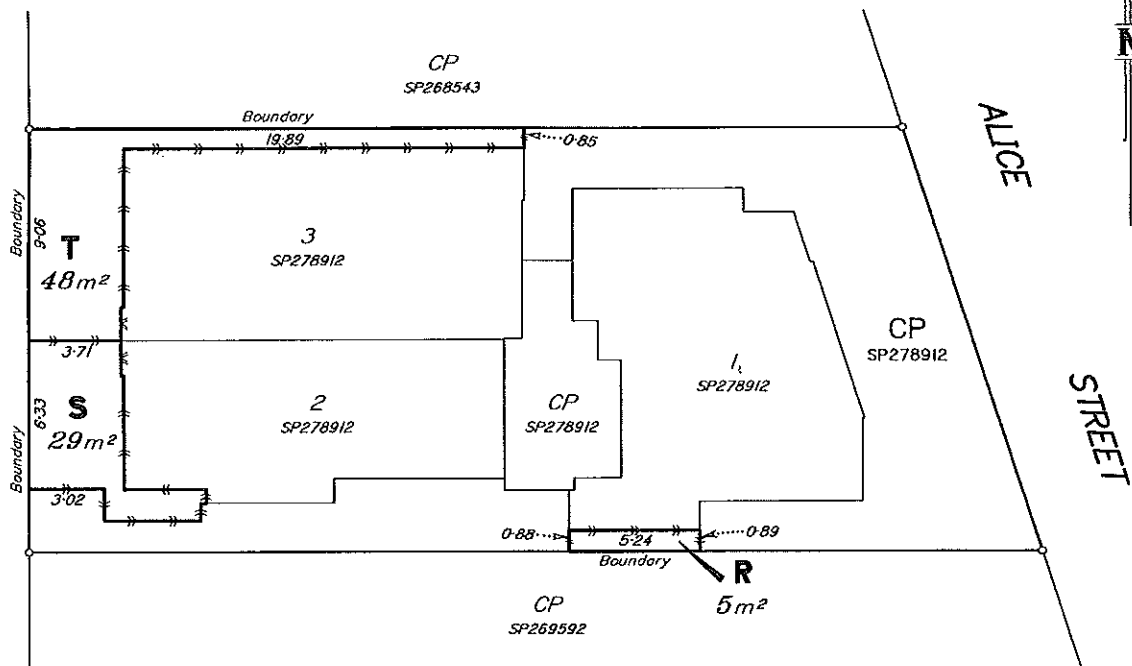 CP
SP268543
N
Boundary
19·89
0·85
ALICE
Boundary
9·06
T
48m²
3
SP278912
CP
SP278912
3·71
1
SP278912
STREET
Boundary
6·33
S
29m²
2
SP278912
CP
SP278912
3·02
0·88
5·24
0·89
Boundary
R
5m²
CP
SP269592